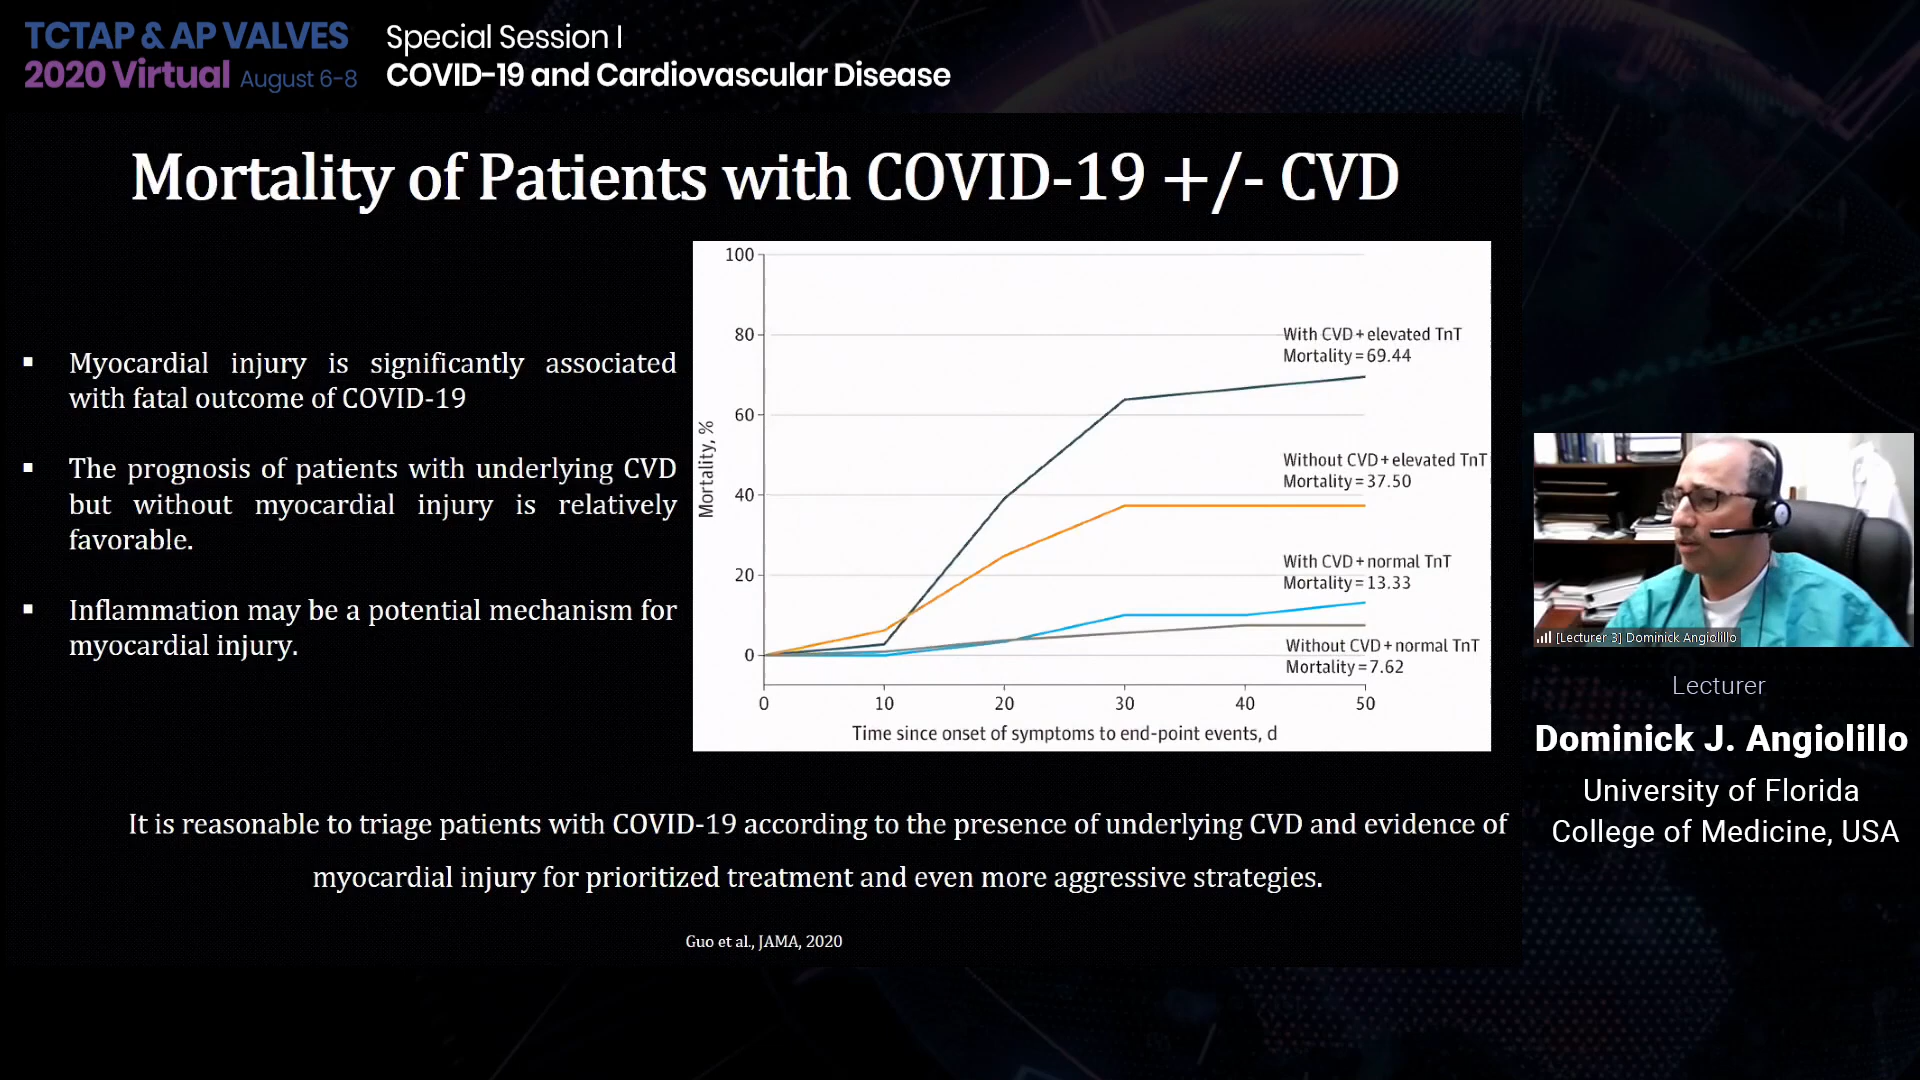 TCTAP & AP VALVES
2020 Virtual August 6-8
Special Session I
COVID-19 and Cardiovascular Disease
Mortality of Patients with COVID-19 +/- CVD
▪ Myocardial injury is significantly associated
with fatal outcome of COVID-19
▪ The prognosis of patients with underlying CVD
but without myocardial injury is relatively
favorable.
▪ Inflammation may be a potential mechanism for
myocardial injury.
100
80
60
40
20
0
Mortality, %
With CVD+elevated TnT
Mortality=69.44
Without CVD+elevated TnT
Mortality=37.50
With CVD+normal TnT
Mortality=13.33
Without CVD+normal TnT
Mortality=7.62
0 10 20 30 40 50
Time since onset of symptoms to end-point events, d
It is reasonable to triage patients with COVID-19 according to the presence of underlying CVD and evidence of
myocardial injury for prioritized treatment and even more aggressive strategies.
Guo et al., JAMA, 2020
[Lecturer 3] Dominick Angiolillo
Lecturer
Dominick J. Angiolillo
University of Florida
College of Medicine, USA